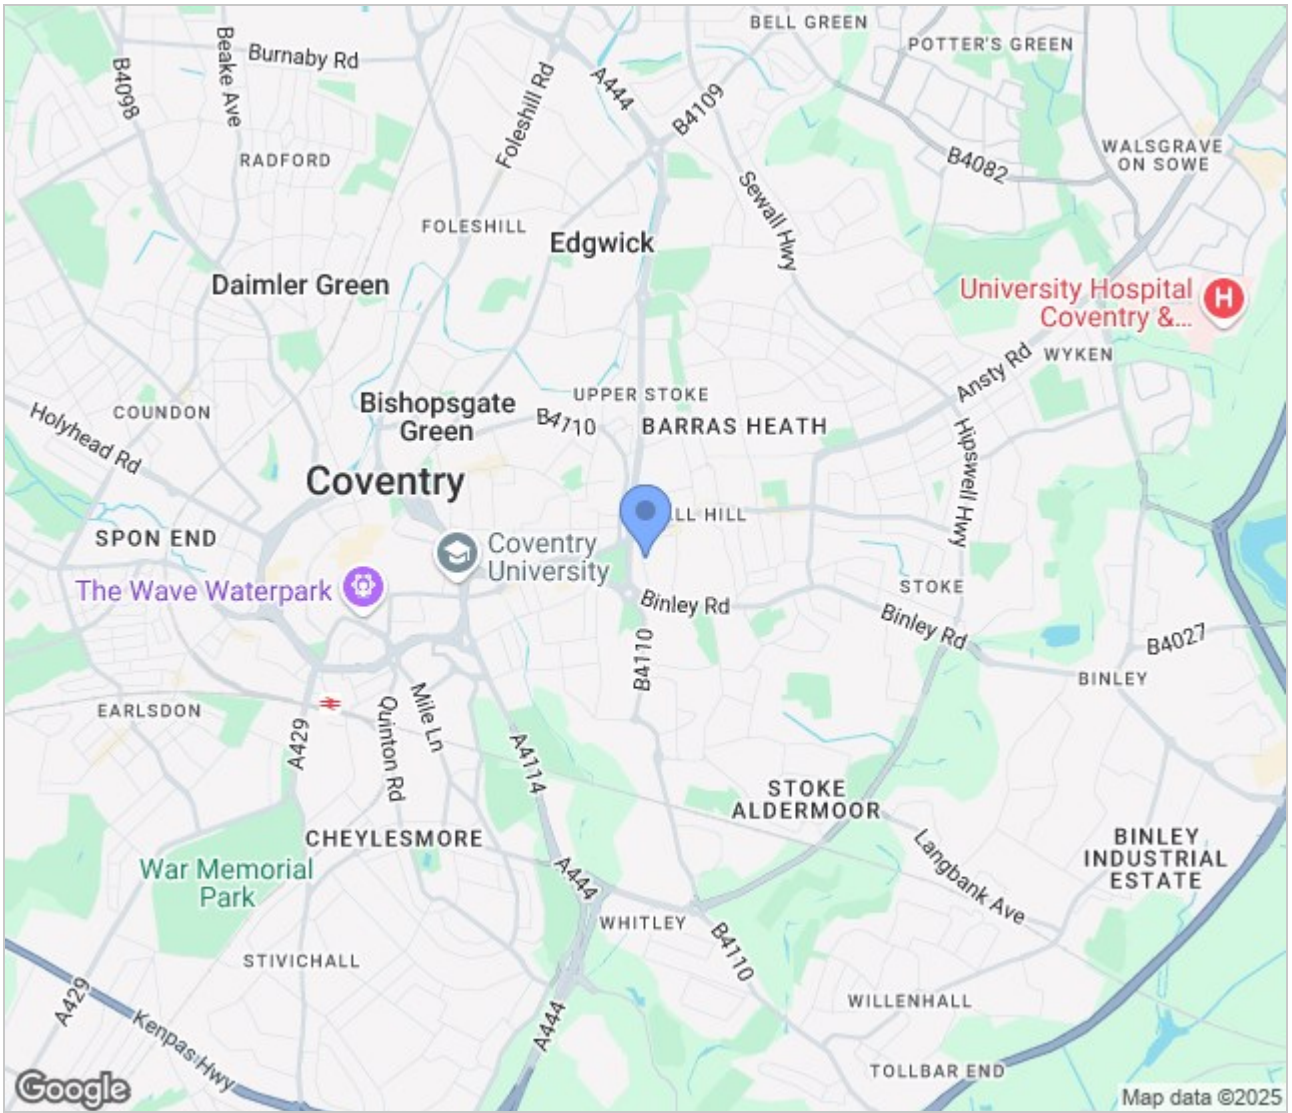 BELL GREEN
POTTER'S GREEN
Burnaby Rd
Beake Ave
B4098
Foleshill Rd
A444
B4109
WALSGRAVE
ON SOWE
B4082
RADFORD
Sewall Hwy
FOLESHILL
Edgwick
Daimler Green
University Hospital
Coventry &...
H
WYKEN
Ansty Rd
UPPER STOKE
Bishopsgate
Green
B4110
BARRAS HEATH
COUNDON
Holyhead Rd
Hipswell Hwy
Coventry
LL HILL
SPON END
Coventry
University
The Wave Waterpark
STOKE
Binley Rd
Binley Rd
B4027
B4110
BINLEY
EARLSDON
A429
Quinton Rd
Mile Ln
A4114
STOKE
ALDERMOOR
CHEYLESMORE
Langbank Ave
BINLEY
INDUSTRIAL
ESTATE
War Memorial
Park
A444
WHITLEY
B4110
STIVICHALL
A429
WILLENHALL
Kenpas Hwy
A444
TOLLBAR END
Google
Map data ©2025